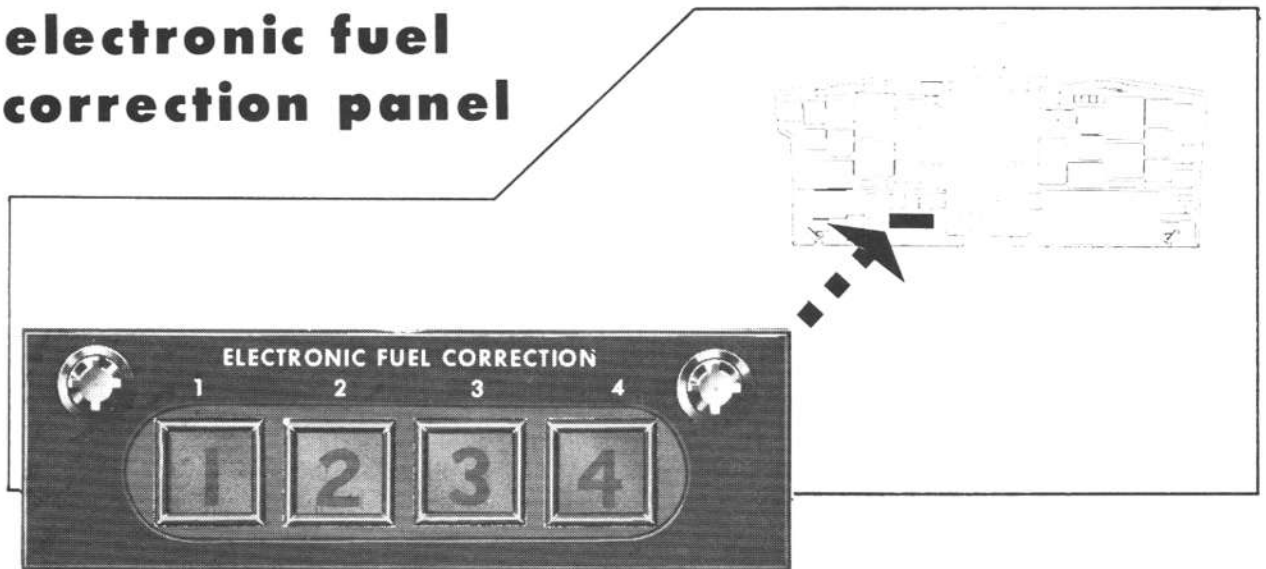 electronic fuel
correction panel
ELECTRONIC FUEL CORRECTION
1 2 3 4
1 2 3 4